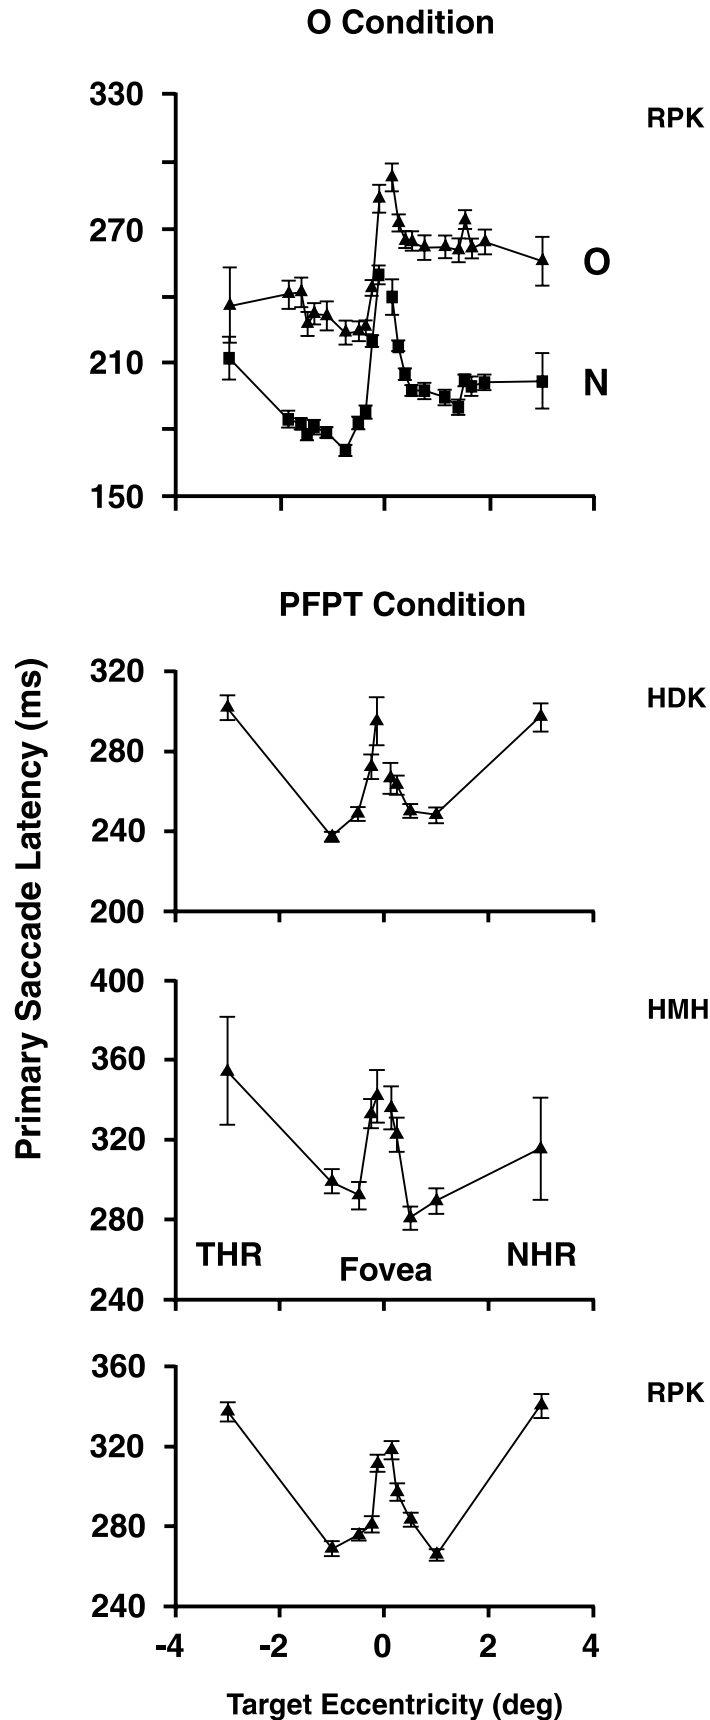 O Condition
RPK
330
270
O
210
N
150
PFPT Condition
Primary Saccade Latency (ms)
320
HDK
280
240
200
400
HMH
360
320
280
THR Fovea NHR
240
360
RPK
320
280
240
-4 -2 0 2 4
Target Eccentricity (deg)